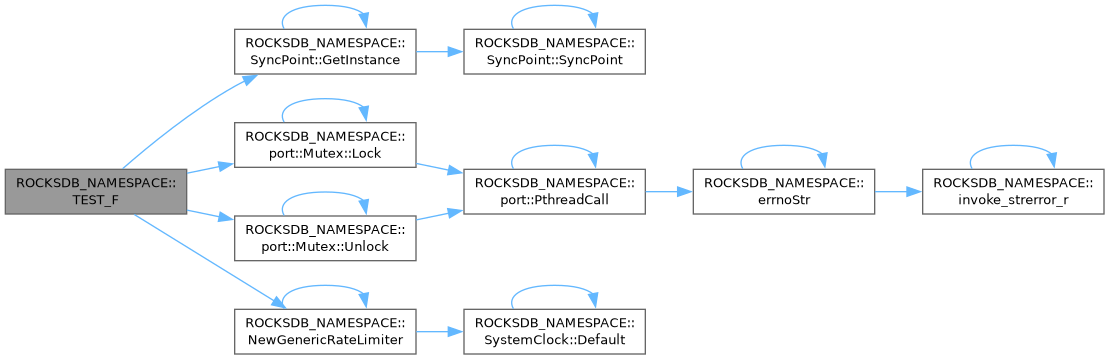 ROCKSDB_NAMESPACE::
TEST_F
ROCKSDB_NAMESPACE::
SyncPoint::GetInstance
ROCKSDB_NAMESPACE::
SyncPoint::SyncPoint
ROCKSDB_NAMESPACE::
port::Mutex::Lock
ROCKSDB_NAMESPACE::
port::Mutex::Unlock
ROCKSDB_NAMESPACE::
port::PthreadCall
ROCKSDB_NAMESPACE::
errnoStr
ROCKSDB_NAMESPACE::
invoke_strerror_r
ROCKSDB_NAMESPACE::
NewGenericRateLimiter
ROCKSDB_NAMESPACE::
SystemClock::Default